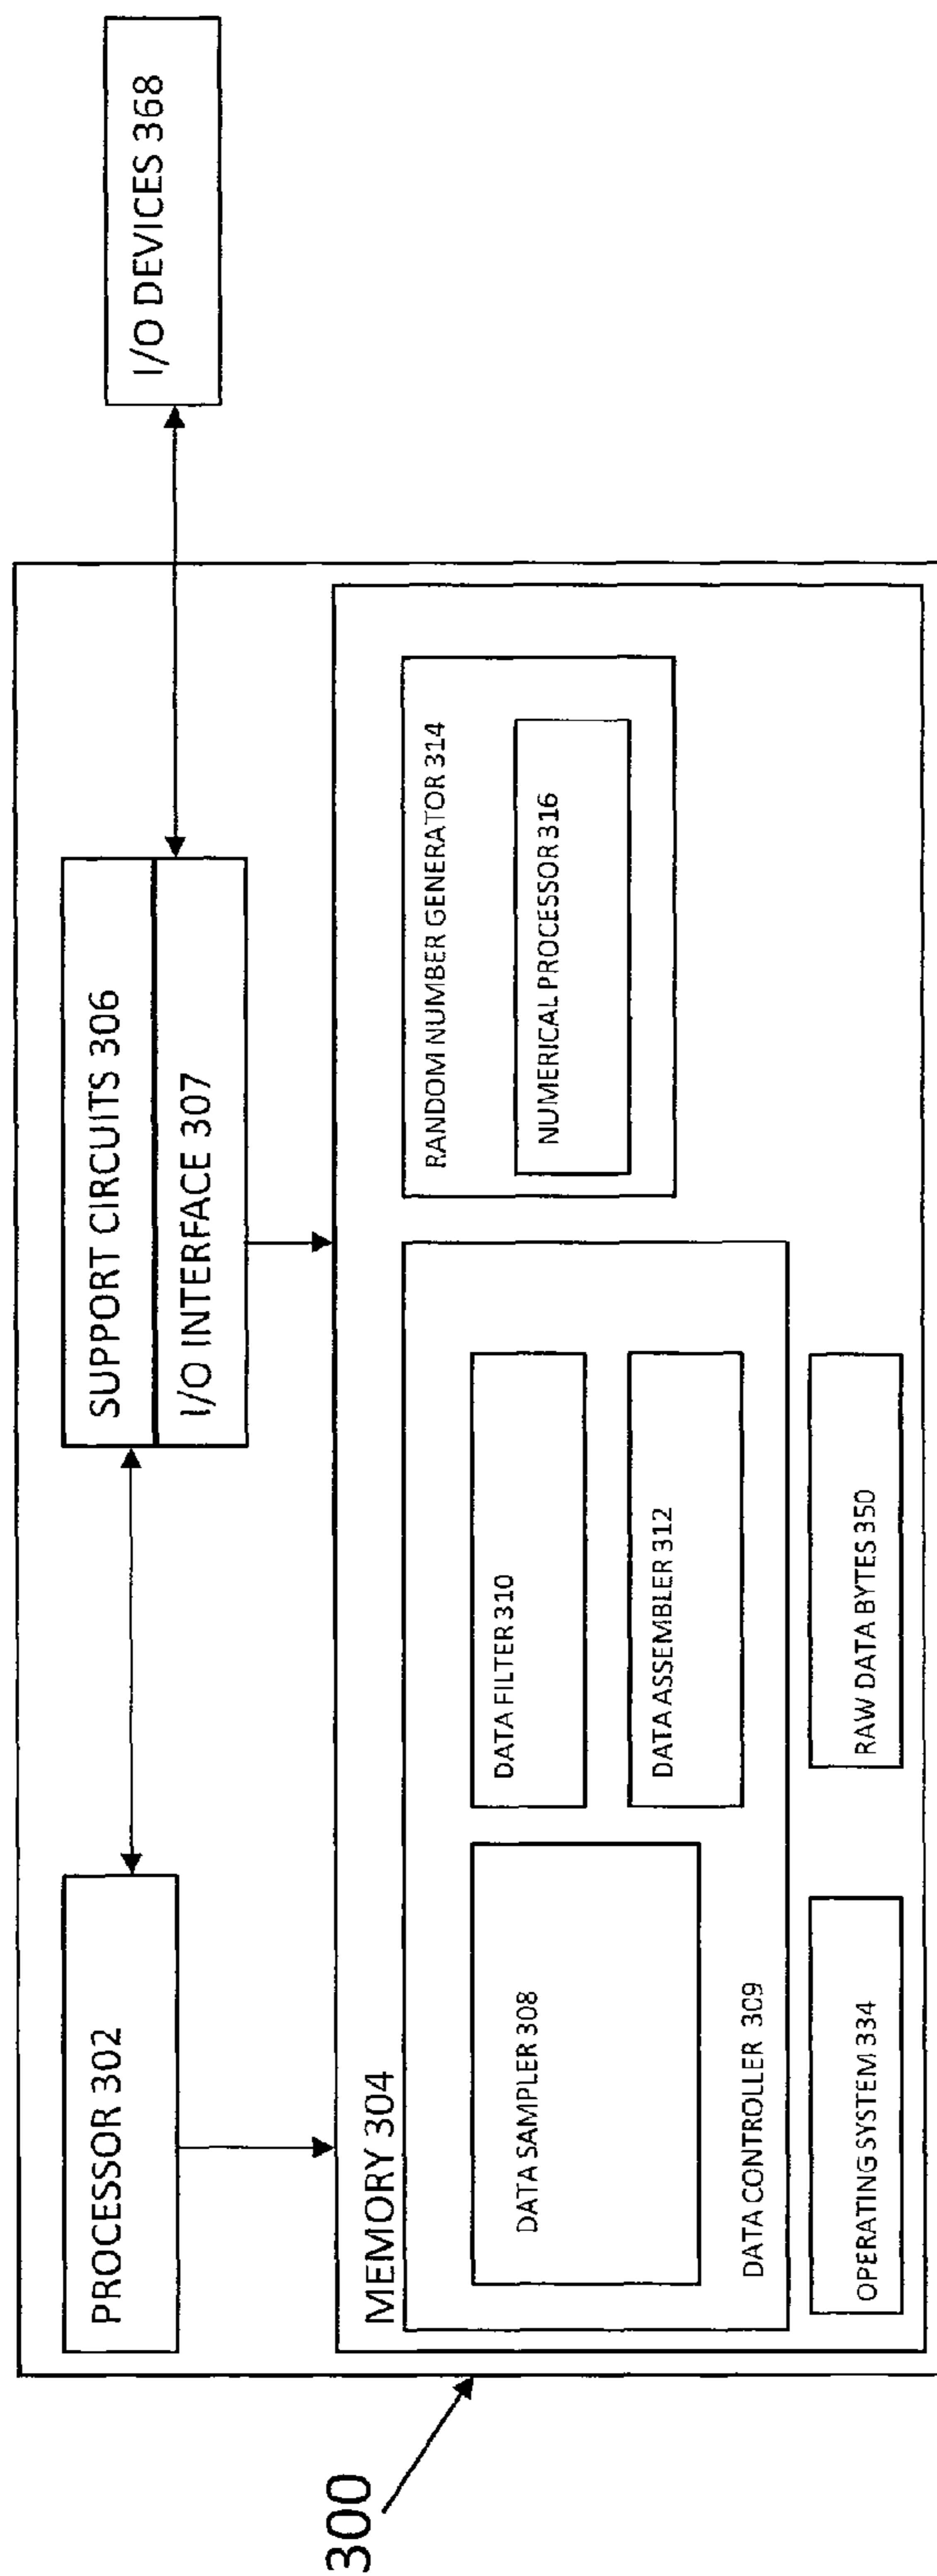 300
PROCESSOR 302
SUPPORT CIRCUITS 306
I/O INTERFACE 307
I/O DEVICES 368
MEMORY 304
DATA SAMPLER 308
DATA FILTER 310
DATA ASSEMBLER 312
DATA CONTROLLER 309
RANDOM NUMBER GENERATOR 314
NUMERICAL PROCESSOR 316
OPERATING SYSTEM 334
RAW DATA BYTES 350